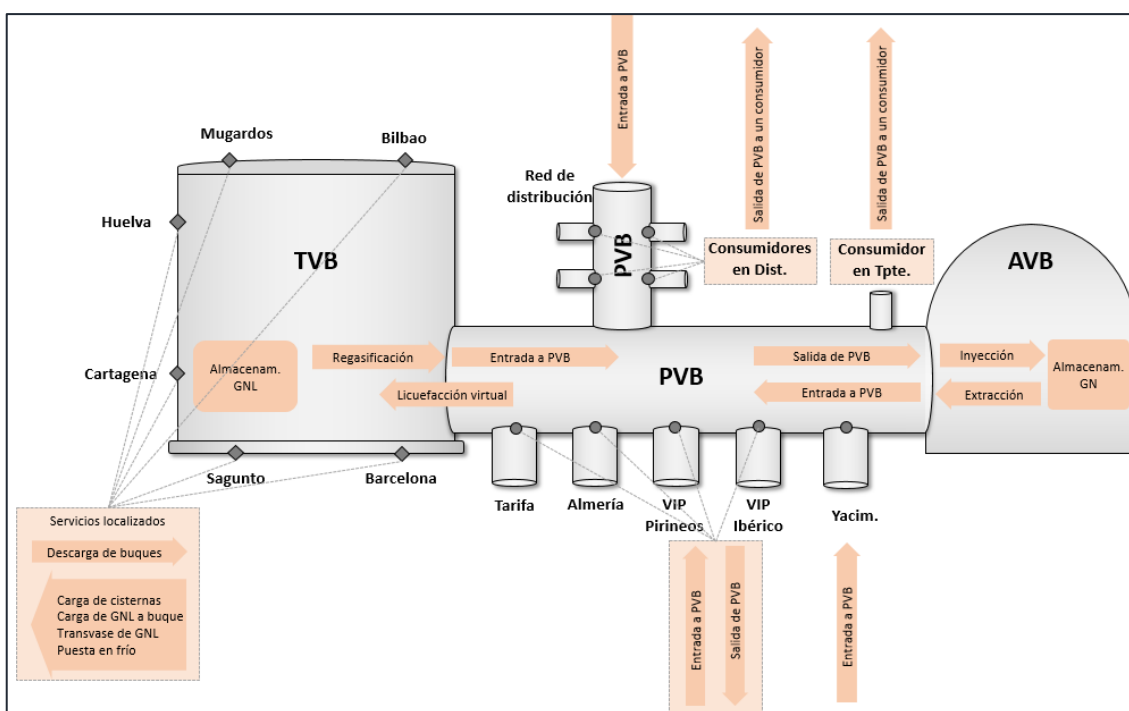 Entrada a PVB
Salida de PVB a un consumidor
Salida de PVB a un consumidor
Mugardos
Bilbao
Red de
distribución
Huelva
TVB
PVB
Consumidores
en Dist.
Consumidor
en Tpte.
AVB
Cartagena
Almacenam.
GNL
Regasificación
Entrada a PVB
Licuefacción virtual
PVB
Salida de PVB
Entrada a PVB
Inyección
Extracción
Almacenam.
GN
Sagunto
Barcelona
Tarifa
Almería
VIP
Pirineos
VIP
Ibérico
Yacim.
Servicios localizados
Descarga de buques
Carga de cisternas
Carga de GNL a buque
Transvase de GNL
Puesta en frío
Entrada a PVB
Salida de PVB
Entrada a PVB